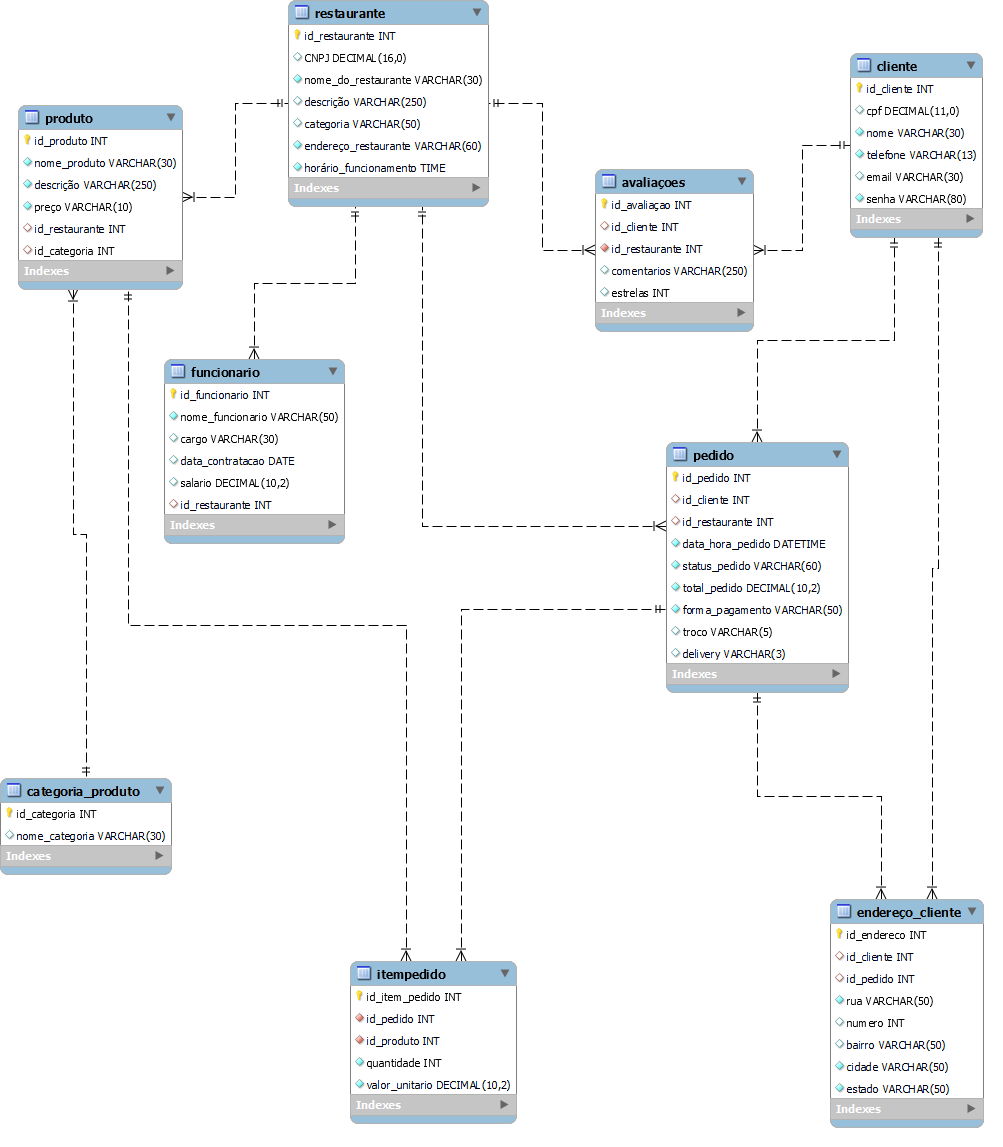 restaurante
id_restaurante INT
CNPJ DECIMAL(16,0)
nome_do_restaurante VARCHAR(30)
descrição VARCHAR(250)
categoria VARCHAR(50)
endereço_restaurante VARCHAR(60)
horário_funcionamento TIME
Indexes
cliente
id_cliente INT
cpf DECIMAL(11,0)
nome VARCHAR(30)
telefone VARCHAR(13)
email VARCHAR(30)
senha VARCHAR(80)
Indexes
produto
id_produto INT
nome_produto VARCHAR(30)
descrição VARCHAR(250)
preço VARCHAR(10)
id_restaurante INT
id_categoria INT
Indexes
avaliaçoes
id_avaliaçao INT
id_cliente INT
id_restaurante INT
comentarios VARCHAR(250)
estrelas INT
Indexes
funcionário
id_funcionário INT
nome_funcionario VARCHAR(50)
cargo VARCHAR(30)
data_contratacao DATE
salario DECIMAL(10,2)
id_restaurante INT
Indexes
pedido
id_pedido INT
id_cliente INT
id_restaurante INT
data_hora_pedido DATETIME
status_pedido VARCHAR(60)
total_pedido DECIMAL(10,2)
forma_pagamento VARCHAR(50)
troco VARCHAR(5)
delivery VARCHAR(3)
Indexes
categoria_produto
id_categoria INT
nome_categoria VARCHAR(30)
Indexes
endereço_cliente
id_endereco INT
id_cliente INT
id_pedido INT
rua VARCHAR(50)
numero INT
bairro VARCHAR(50)
cidade VARCHAR(50)
estado VARCHAR(50)
Indexes
itempedido
id_item_pedido INT
id_pedido INT
id_produto INT
quantidade INT
valor_unitario DECIMAL(10,2)
Indexes